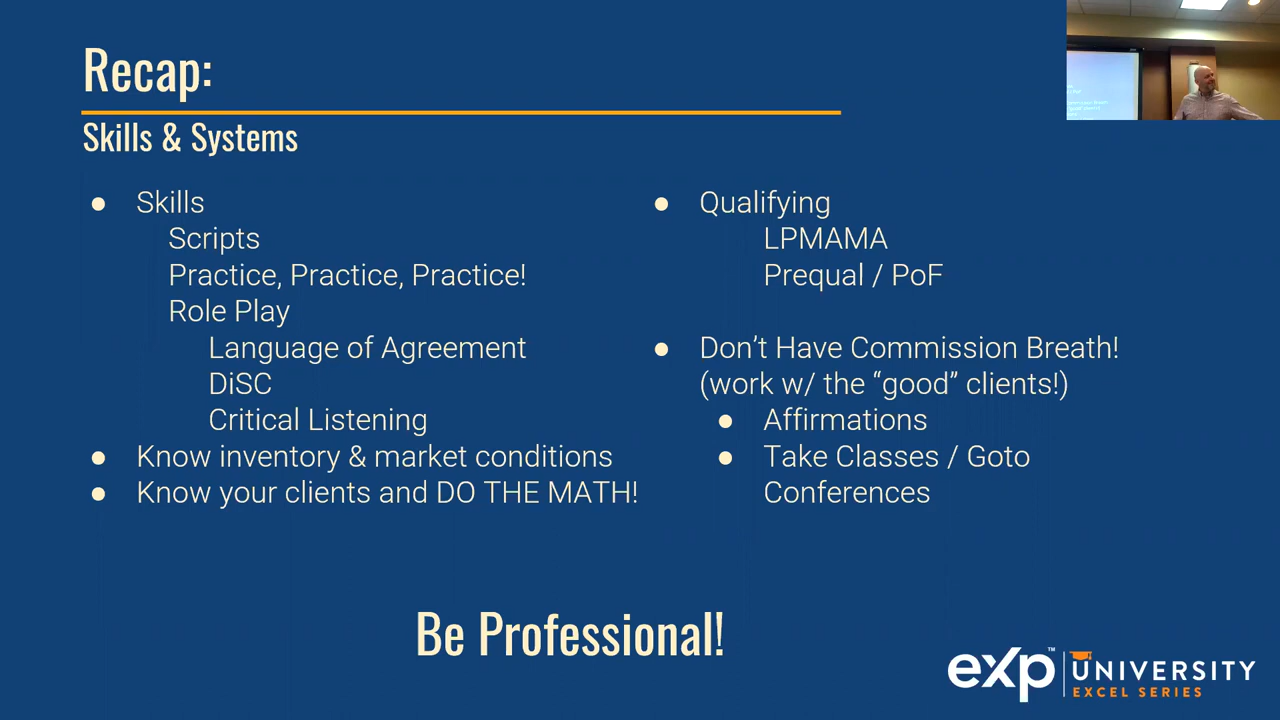 Recap:
Skills & Systems
● Skills
Scripts
Practice, Practice, Practice!
Role Play
Language of Agreement
DiSC
Critical Listening
● Know inventory & market conditions
● Know your clients and DO THE MATH!
● Qualifying
LPMAMA
Prequal / PoF
● Don't Have Commission Breath!
(work w/ the “good” clients!)
● Affirmations
● Take Classes / Goto
Conferences
Be Professional!
eXp™ UNIVERSITY
EXCEL SERIES